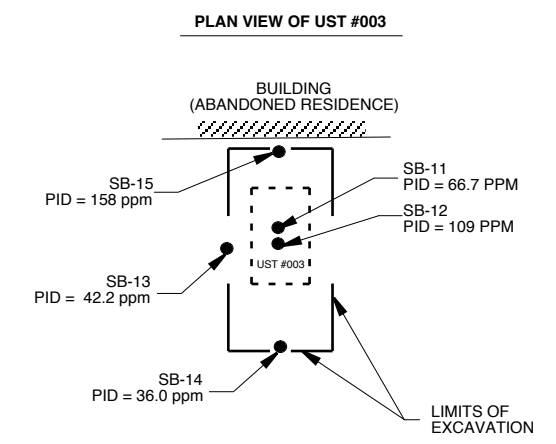 PLAN VIEW OF UST #003
BUILDING
(ABANDONED RESIDENCE)
SB-15
PID = 158 ppm
SB-11
PID = 66.7 PPM
SB-12
PID = 109 PPM
UST #003
SB-13
PID = 42.2 ppm
SB-14
PID = 36.0 ppm
LIMITS OF
EXCAVATION